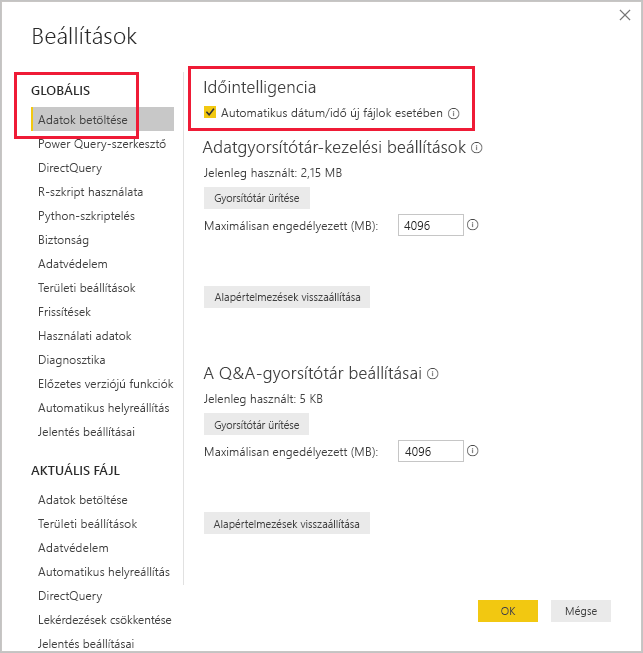 Beállítások
GLOBÁLIS
Adatok betöltése
Power Query-szerkesztő
DirectQuery
R-szkript használata
Python-szkriptelés
Biztonság
Adatvédelem
Területi beállítások
Frissítések
Használati adatok
Diagnosztika
Előzetes verziójú funkciók
Automatikus helyreállítás
Jelentés beállításai
AKTUÁLIS FÁJL
Adatok betöltése
Területi beállítások
Adatvédelem
Automatikus helyreállítás
DirectQuery
Lekérdezések csökkentése
Jelentés beállításai
Időintelligencia
Automatikus dátum/idő új fájlok esetében
Adatgyorsítótár-kezelési beállítások
Jelenleg használt: 2,15 MB
Gyorsítótár ürítése
Maximálisan engedélyezett (MB): 4096
Alapértelmezések visszaállítása
A Q&A-gyorsítótár beállításai
Jelenleg használt: 5 KB
Gyorsítótár ürítése
Maximálisan engedélyezett (MB): 4096
Alapértelmezések visszaállítása
OK Mégse